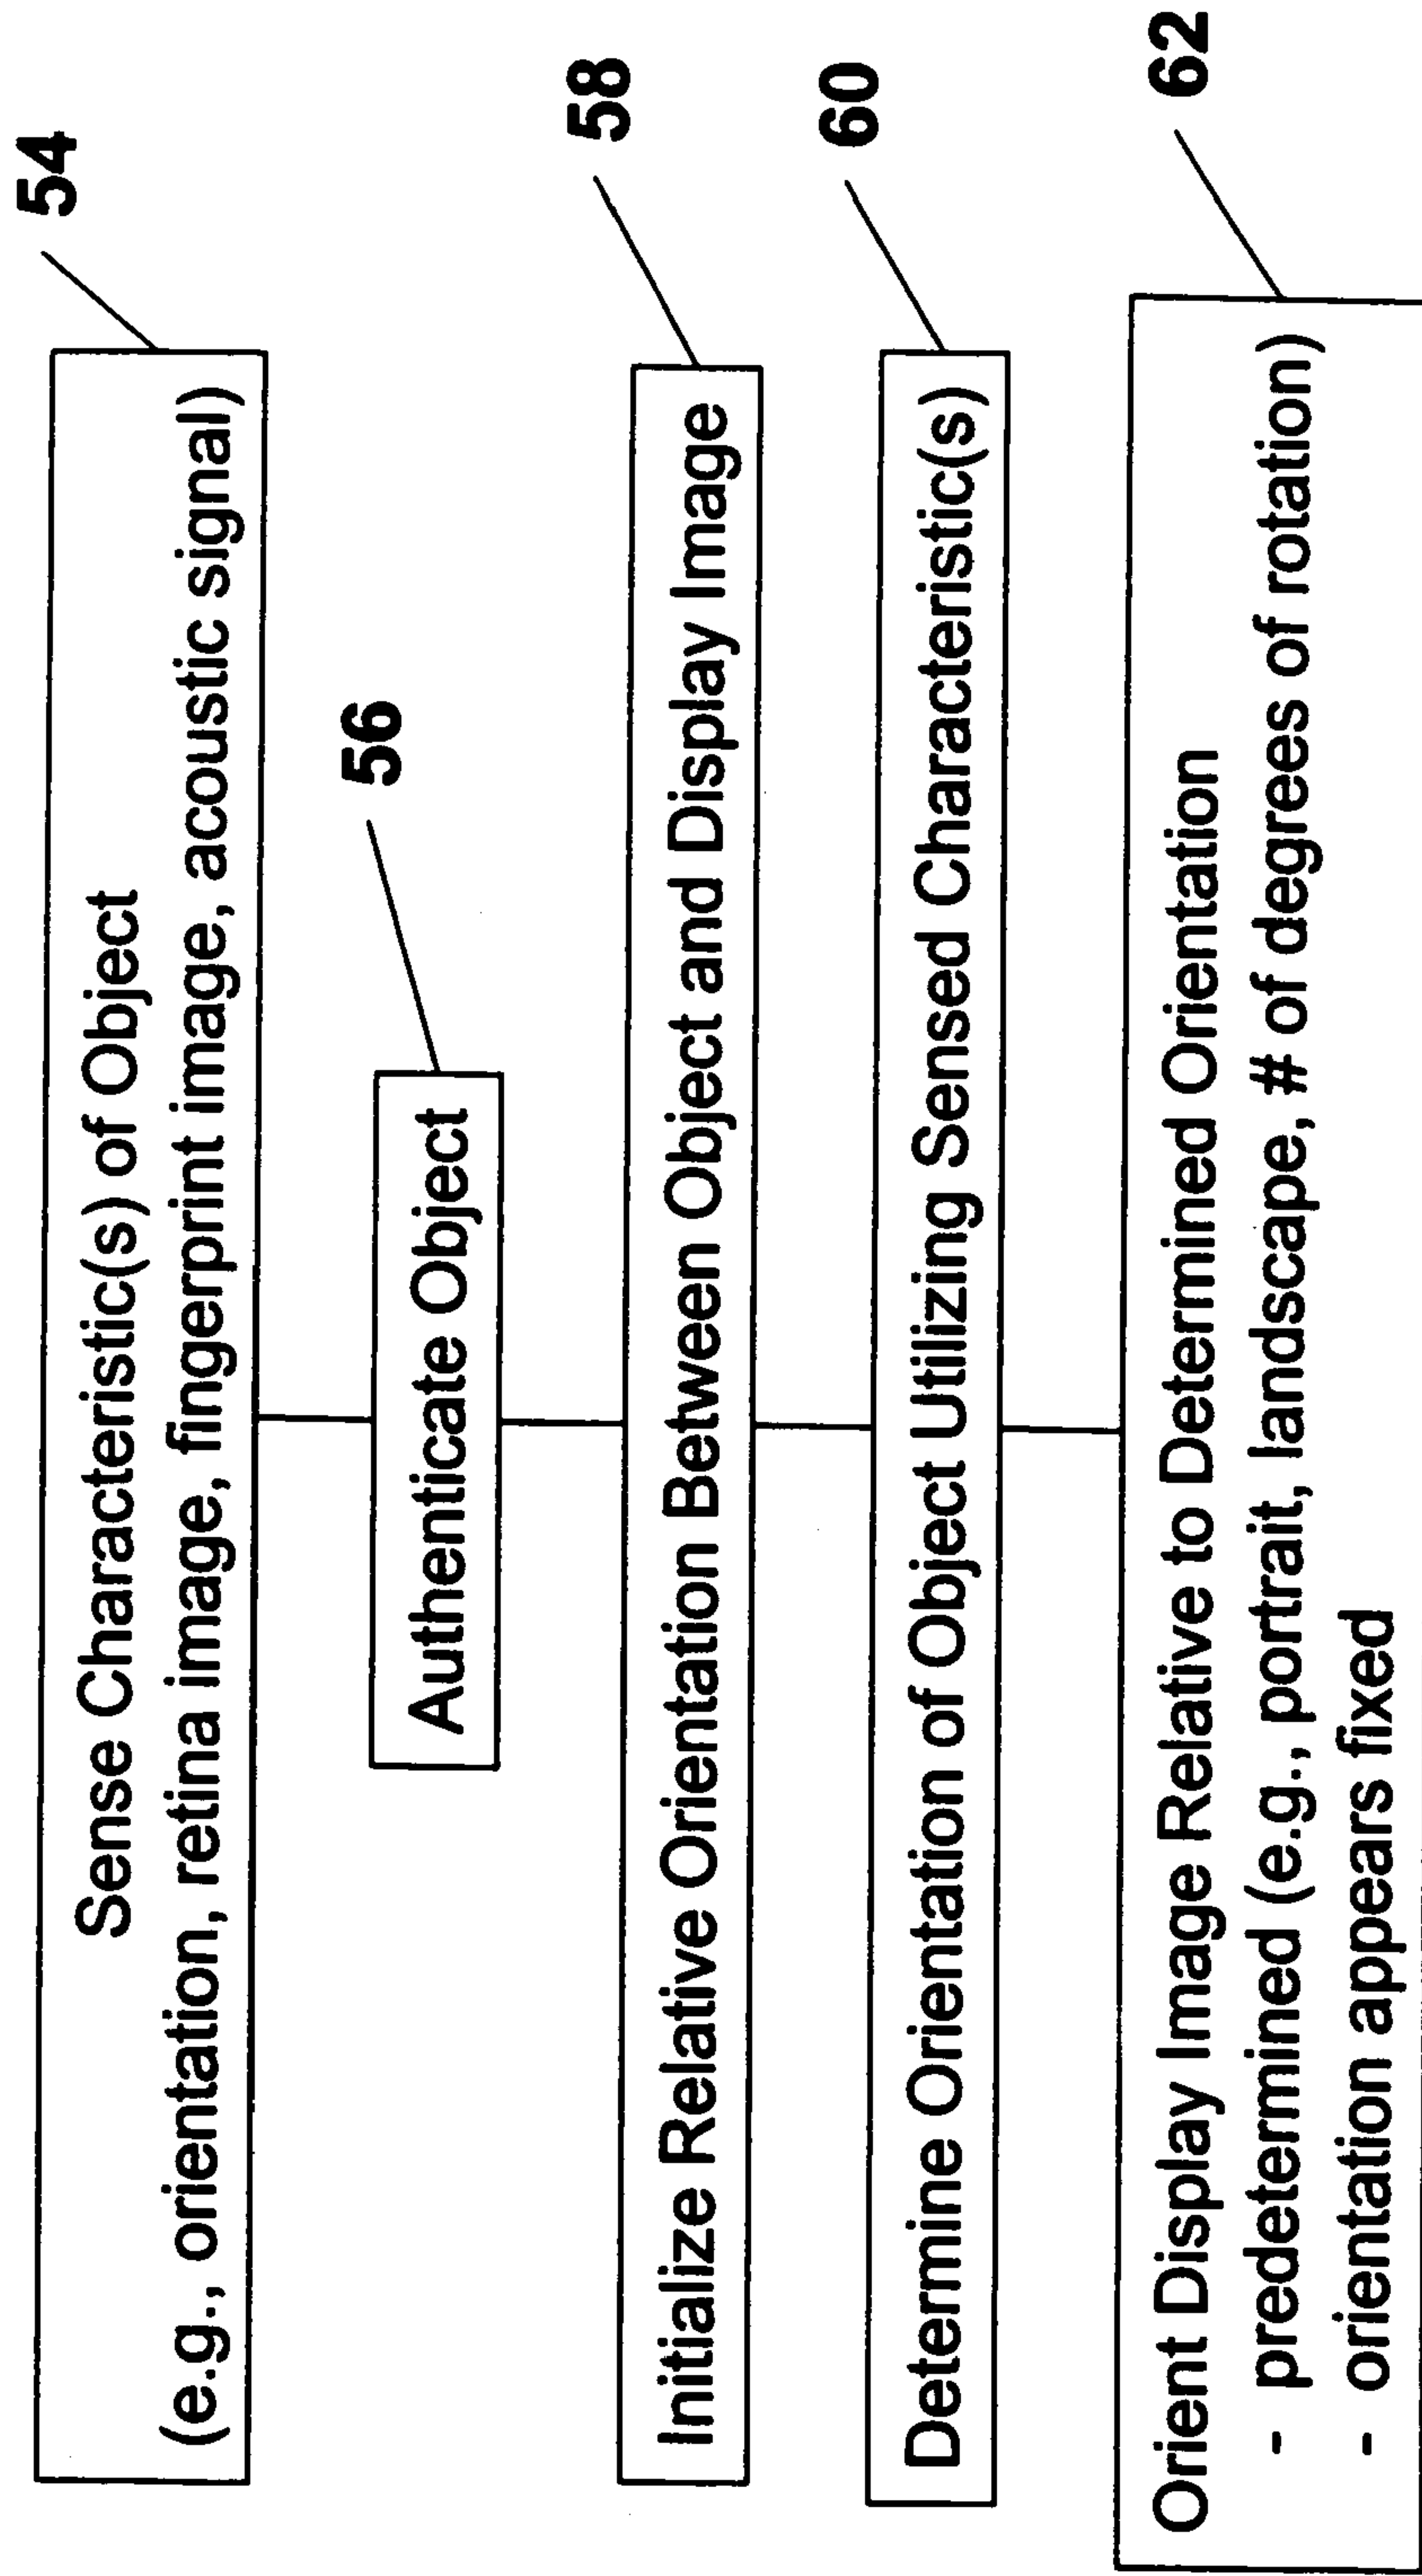 54
Sense Characteristic(s) of Object
(e.g., orientation, retina image, fingerprint image, acoustic signal)
56
Authenticate Object
58
Initialize Relative Orientation Between Object and Display Image
60
Determine Orientation of Object Utilizing Sensed Characteristic(s)
62
Orient Display Image Relative to Determined Orientation
- predetermined (e.g., portrait, landscape, # of degrees of rotation)
- orientation appears fixed